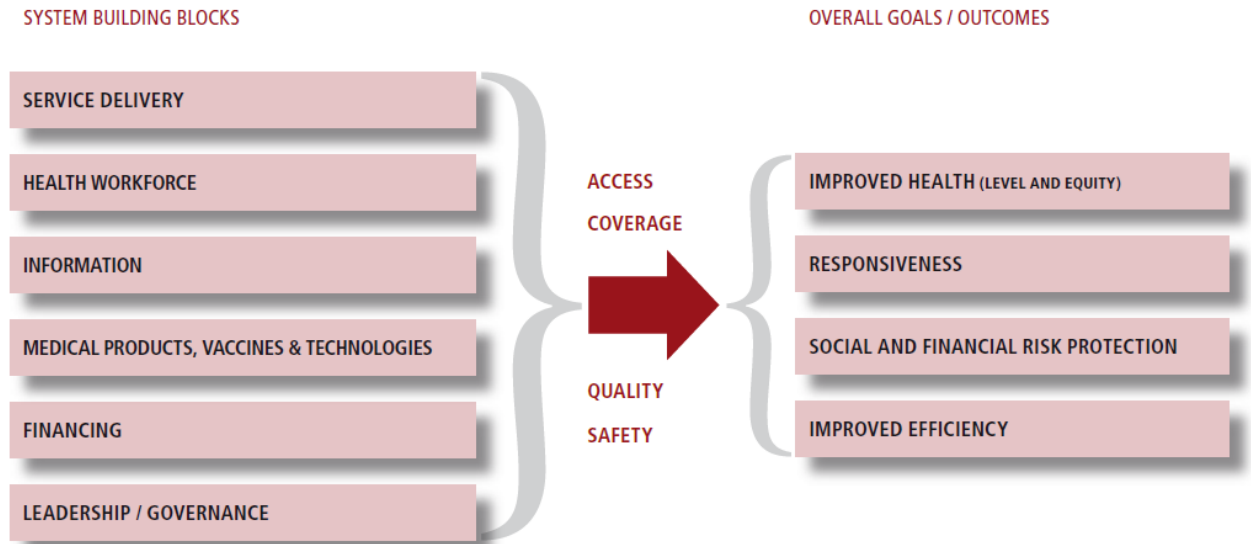 SYSTEM BUILDING BLOCKS
SERVICE DELIVERY
HEALTH WORKFORCE
INFORMATION
MEDICAL PRODUCTS, VACCINES & TECHNOLOGIES
FINANCING
LEADERSHIP / GOVERNANCE
ACCESS
COVERAGE
QUALITY
SAFETY
OVERALL GOALS / OUTCOMES
IMPROVED HEALTH (LEVEL AND EQUITY)
RESPONSIVENESS
SOCIAL AND FINANCIAL RISK PROTECTION
IMPROVED EFFICIENCY